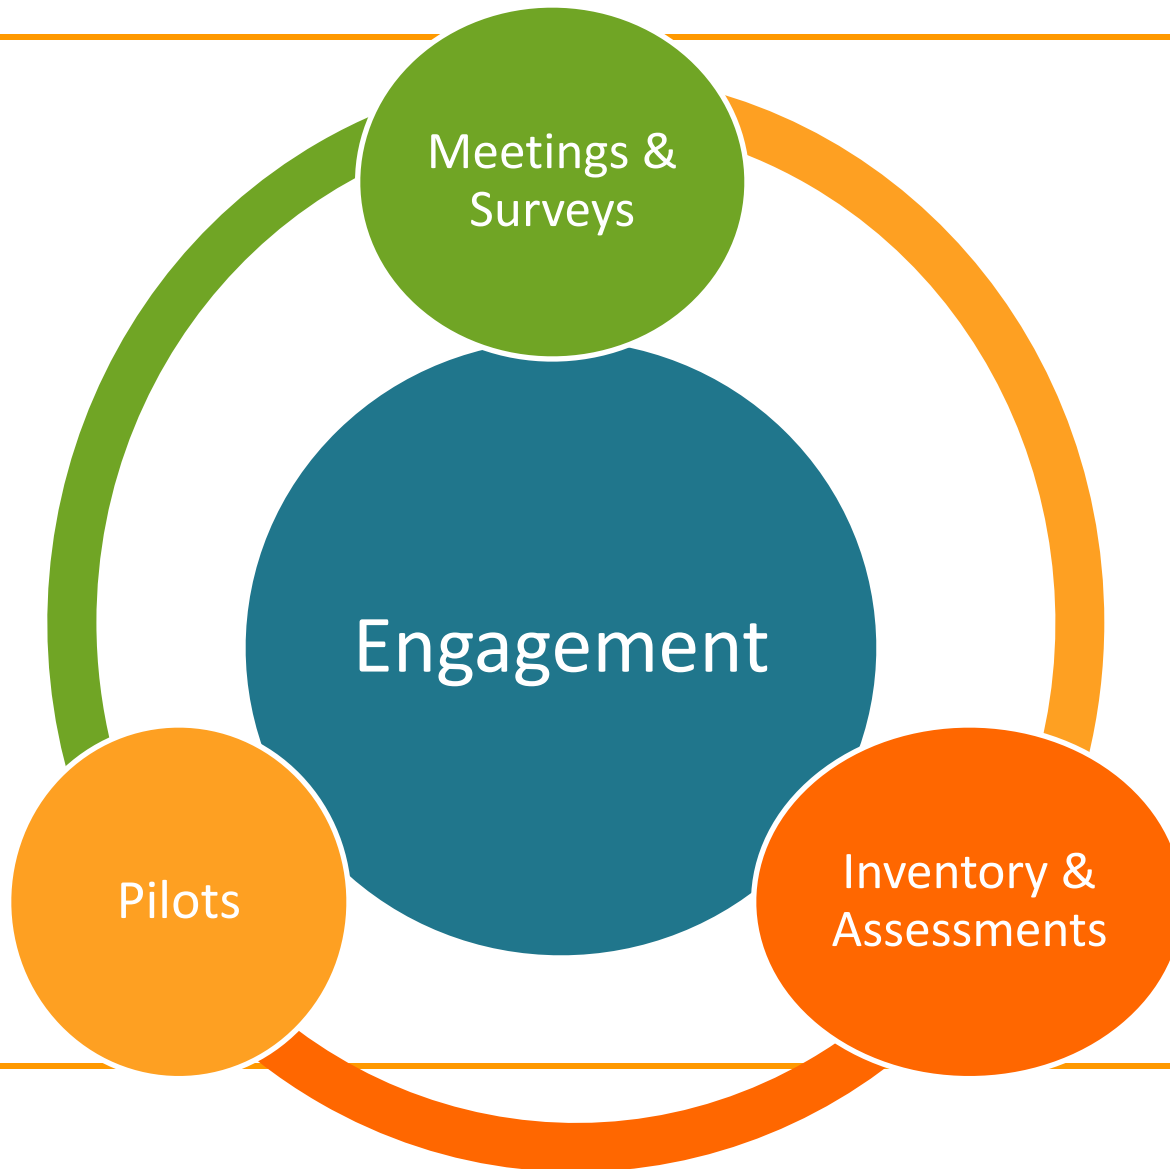 Meetings &
Surveys
Engagement
Pilots
Inventory &
Assessments